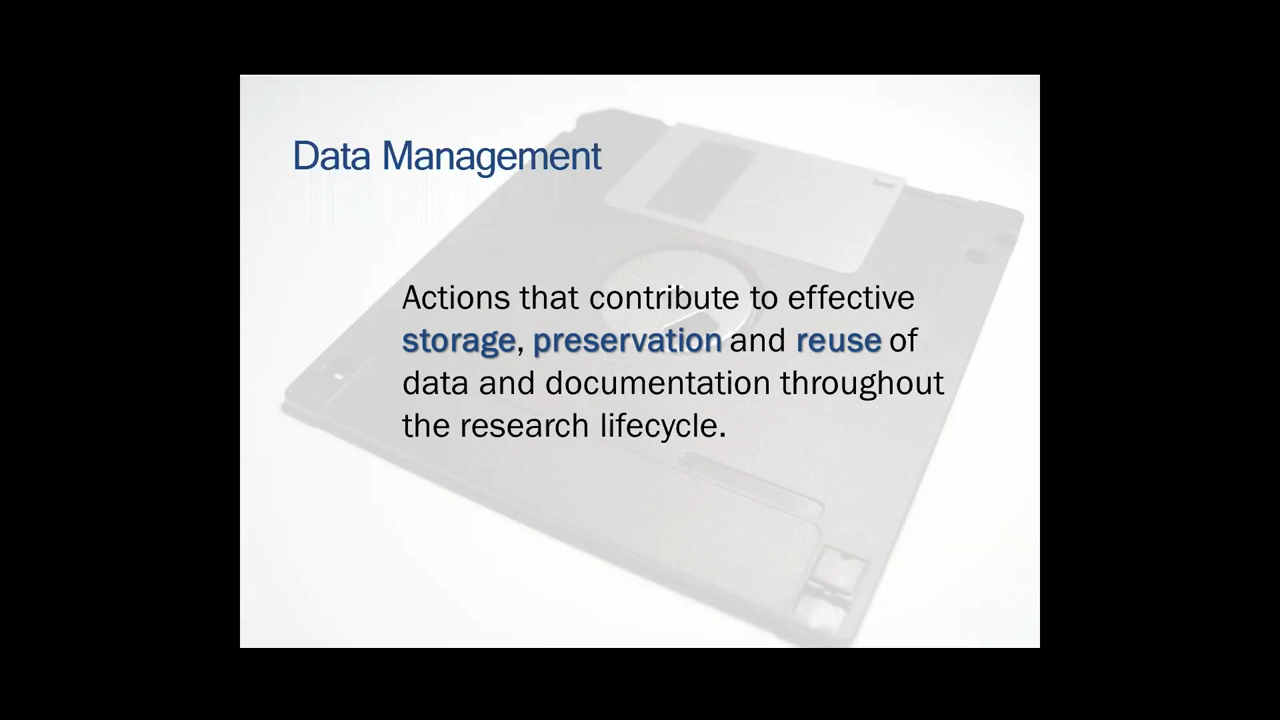 Data Management
Actions that contribute to effective
storage, preservation and reuse of
data and documentation throughout
the research lifecycle.